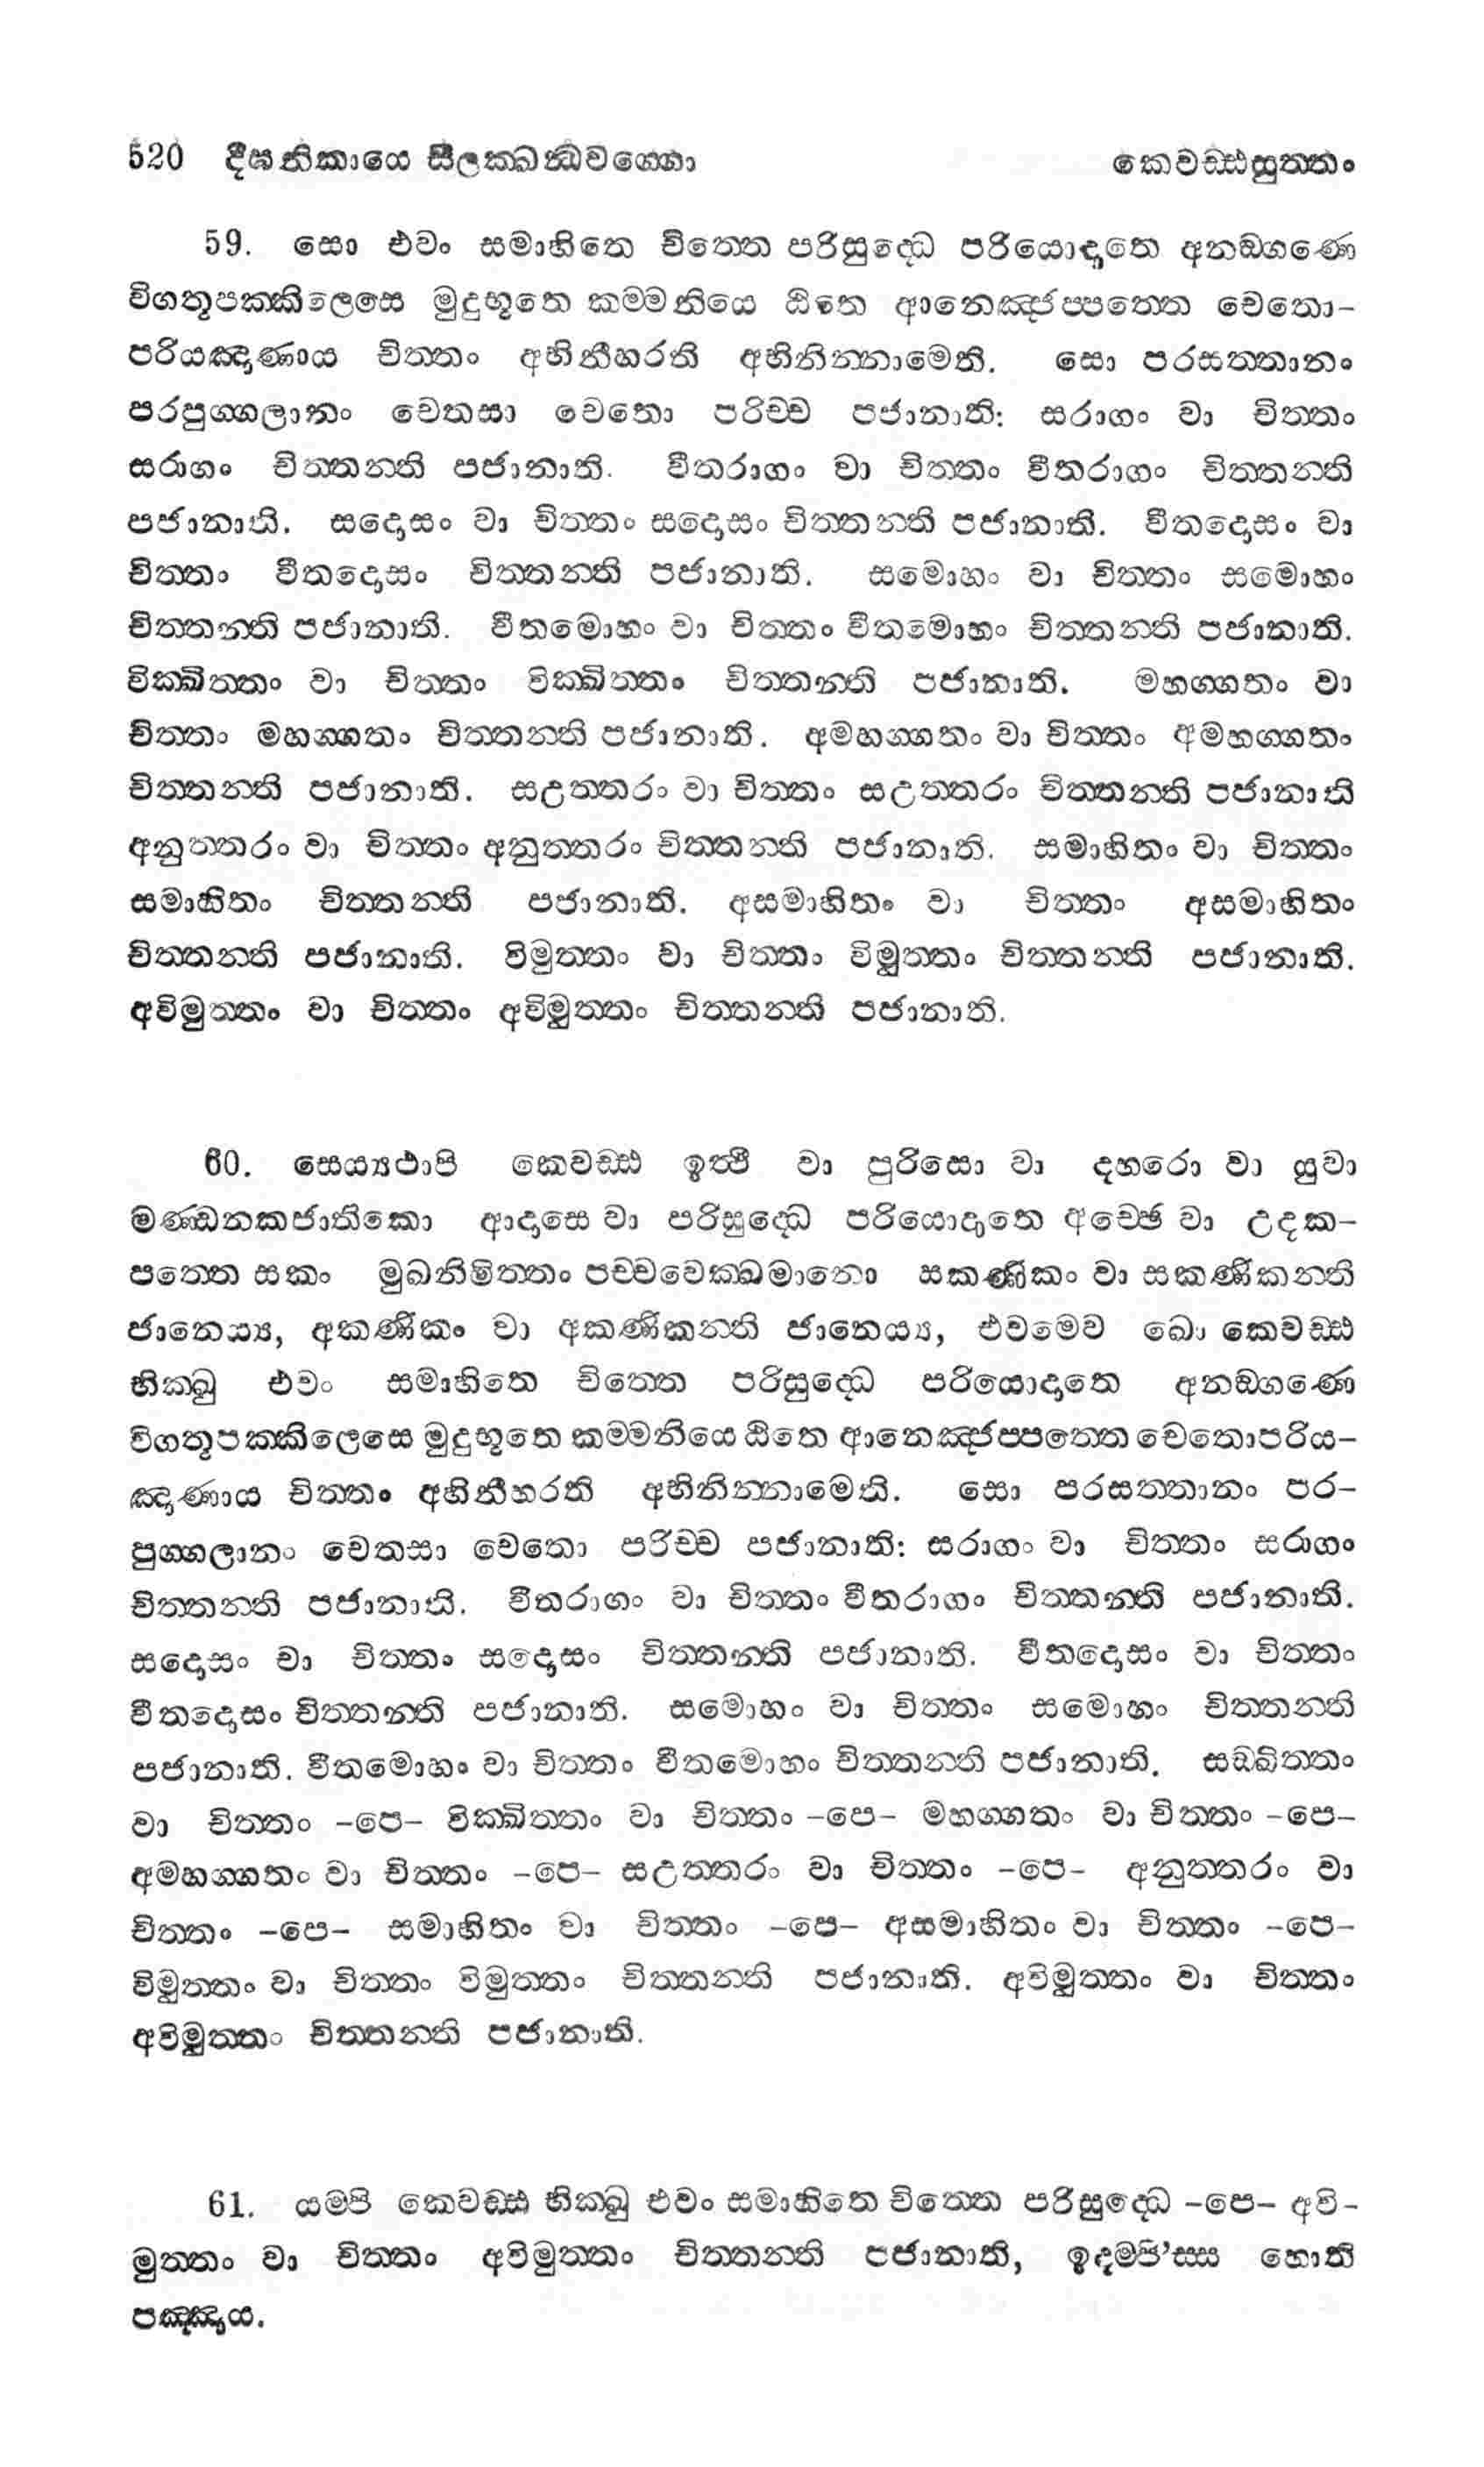 520 දීඝනිකායෙ සීලක්ඛන්ධවග්ගො කෙවඩ්ඪසුත්තං
59. සො එවං සමාහිතෙ චිත්තෙ පරිසුද්ධෙ පරියොදාතෙ අනඞ්ගණෙ
විගතූපක්කිලෙසෙ මුදුභූතෙ කම්මනියෙ ඨිතෙ ආනෙඤ්ජප්පත්තෙ චෙතො-
පරියඤාණාය චිත්තං අභිනීහරති අභිනින්නාමෙති. සො පරසත්තානං
පරපුග්ගලානං චෙතසා චෙතො පරිච්ච පජානාති: සරාගං වා චිත්තං
සරාගං චිත්තන්ති පජානාති. වීතරාගං වා චිත්තං වීතරාගං චිත්තන්ති
පජානාති. සදොසං වා චිත්තං සදොසං චිත්තන්ති පජානාති. වීතදොසං වා
චිත්තං වීතදොසං චිත්තන්ති පජානාති. සමොහං වා චිත්තං සමොහං
චිත්තන්ති පජානාති. වීතමොහං වා චිත්තං වීතමොහං චිත්තන්ති පජානාති.
වික්ඛිත්තං වා චිත්තං වික්ඛිත්තං චිත්තන්ති පජානාති. මහග්ගතං වා
චිත්තං මහග්ගතං චිත්තන්ති පජානාති. අමහග්ගතං වා චිත්තං අමහග්ගතං
චිත්තන්ති පජානාති. සඋත්තරං වා චිත්තං සඋත්තරං චිත්තන්ති පජානාති
අනුත්තරං වා චිත්තං අනුත්තරං චිත්තන්ති පජානාති. සමාහිතං වා චිත්තං
සමාහිතං චිත්තන්ති පජානාති. අසමාහිතං වා චිත්තං අසමාහිතං
චිත්තන්ති පජානාති. විමුත්තං වා චිත්තං විමුත්තං චිත්තන්ති පජානාති.
අවිමුත්තං වා චිත්තං අවිමුත්තං චිත්තන්ති පජානාති.
60. සෙය්‍යථාපි කෙවඩ්ඪ ඉත්ථි වා පුරිසො වා දහරො වා යුවා
මණ්ඩනකජාතිකො ආදාසෙ වා පරිසුද්ධෙ පරියොදාතෙ අච්ඡෙ වා උදක-
පත්තෙ සකං මුඛනිමිත්තං පච්චවෙක්ඛමානො සකණිකං වා සකණිකන්ති
ජානෙය්‍ය, අකණිකං වා අකණිකන්ති ජානෙය්‍ය, එවමෙව ඛො කෙවඩ්ඪ
භික්ඛු එවං සමාහිතෙ චිත්තෙ පරිසුද්ධෙ පරියොදාතෙ අනඞ්ගණෙ
විගතූපක්කිලෙසෙ මුදුභූතෙ කම්මනියෙ ඨිතෙ ආනෙඤ්ජප්පත්තෙ චෙතොපරිය-
ඤාණාය චිත්තං අභිනීහරති අභිනින්නාමෙති. සො පරසත්තානං පර-
පුග්ගලානං චෙතසා චෙතො පරිච්ච පජානාති: සරාගං වා චිත්තං සරාගං
චිත්තන්ති පජානාති. වීතරාගං වා චිත්තං වීතරාගං චිත්තන්ති පජානාති.
සදොසං වා චිත්තං සදොසං චිත්තන්ති පජානාති. වීතදොසං වා චිත්තං
වීතදොසං චිත්තන්ති පජානාති. සමොහං වා චිත්තං සමොහං චිත්තන්ති
පජානාති. වීතමොහං වා චිත්තං වීතමොහං චිත්තන්ති පජානාති. සඞ්ඛිත්තං
වා චිත්තං –පෙ– වික්ඛිත්තං වා චිත්තං –පෙ– මහග්ගතං වා චිත්තං –පෙ–
අමහග්ගතං වා චිත්තං –පෙ– සඋත්තරං වා චිත්තං –පෙ– අනුත්තරං වා
චිත්තං –පෙ– සමාහිතං වා චිත්තං –පෙ– අසමාහිතං වා චිත්තං –පෙ–
විමුත්තං වා චිත්තං විමුත්තං චිත්තන්ති පජානාති. අවිමුත්තං වා චිත්තං
අවිමුත්තං චිත්තන්ති පජානාති.
61. යම්පි කෙවඩ්ඪ භික්ඛු එවං සමාහිතෙ චිත්තෙ පරිසුද්ධෙ –පෙ– අවි-
මුත්තං වා චිත්තං අවිමුත්තං චිත්තන්ති පජානාති, ඉදම්පි’ස්ස හොති
පඤ්ඤාය.